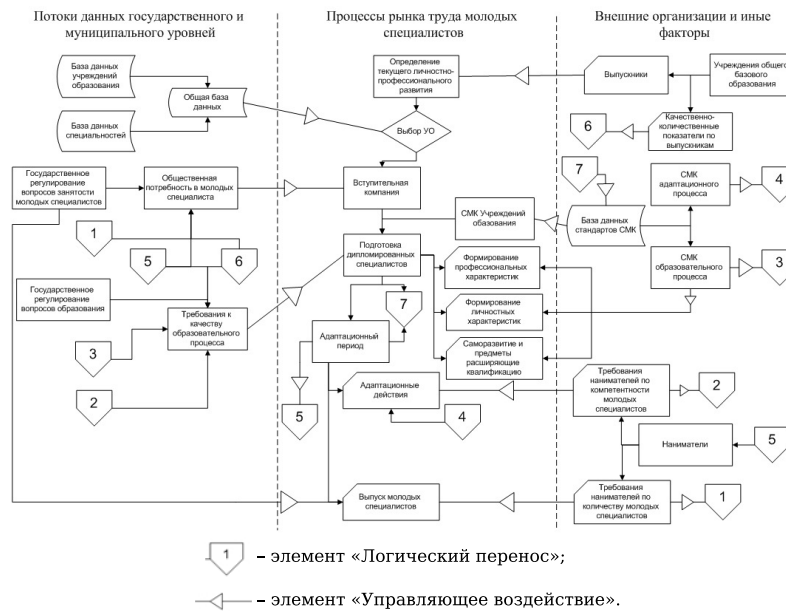 Потоки данных государственного и
муниципального уровней
Процессы рынка труда молодых
специалистов
Внешние организации и иные
факторы
База данных
учреждений
образования
Общая база
данных
База данных
специальностей
Определение
текущего личностно-
профессионального
развития
Выбор УО
Выпускники
Учреждения общего
базового
образования
6
Качественно-
количественные
показатели по
выпускникам
Государственное
регулирование
вопросов занятости
молодых специалистов
Общественная
потребность в молодых
специалиста
Вступительная
компания
7
СМК
адаптационного
процесса
4
1
5
6
СМК Учреждений
обазования
База данных
стандартов СМК
Подготовка
дипломированных
специалистов
СМК
образовательного
процесса
3
Формирование
профессиональных
характеристик
Государственное
регулирование
вопросов образования
Требования к
качеству
образовательного
процесса
7
Формирование
личностных
характеристик
3
Адаптационный
период
Саморазвитие и
предметы
расширяющие
квалификацию
2
5
Адаптационные
действия
4
Требования
нанимателей по
компетентности
молодых
специалистов
2
Наниматели
5
Выпуск молодых
специалистов
Требования
нанимателей по
количеству молодых
специалистов
1
1
– элемент «Логический перенос»;
– элемент «Управляющее воздействие».